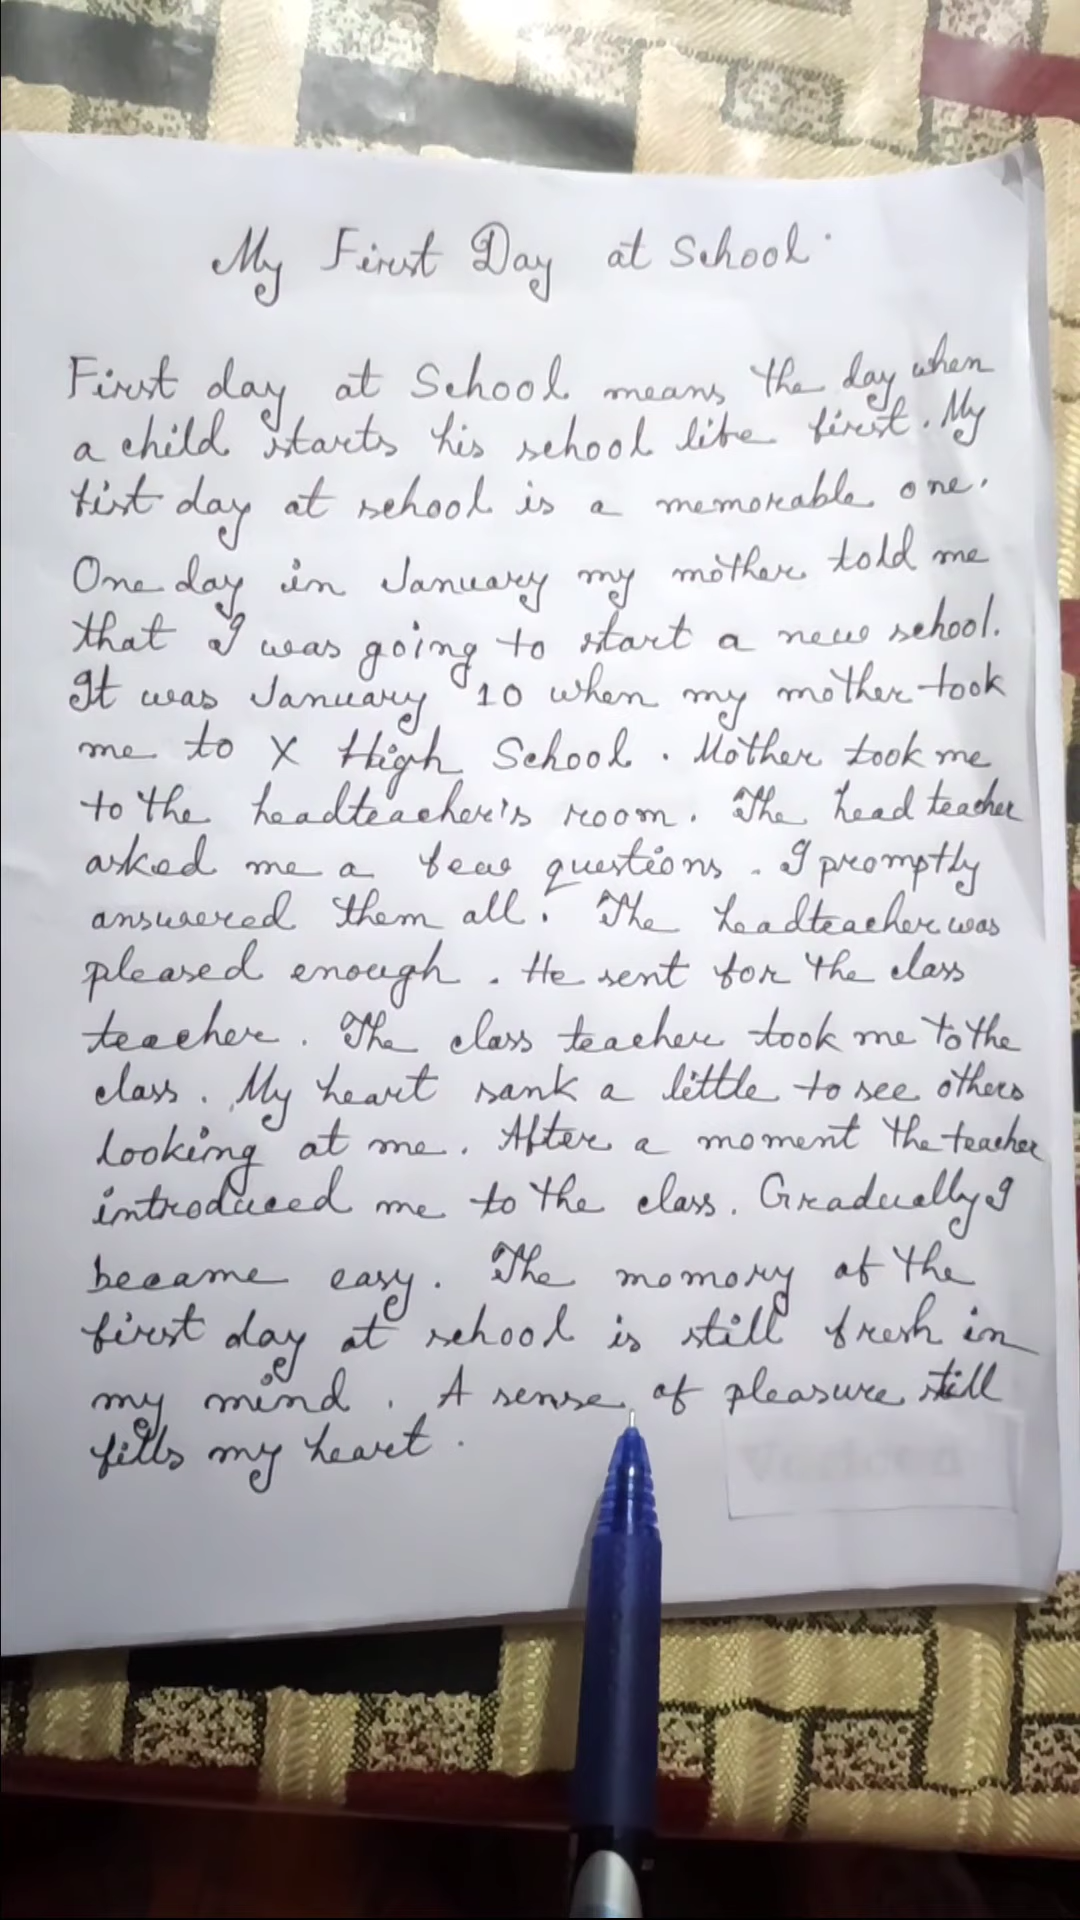 My First Day at School.
First day at School means the day when
a child starts his school life first. My
fist day at school is a memorable one.
One day in January my mother told me
that I was going to start a new school.
It was January 10 when my mother took
me to X High School. Mother took me
to the headteacher's room. The head teacher
asked me a few questions. I promptly
answered them all. The headteacher was
pleased enough. He sent for the class
teacher. The class teacher took me to the
class. My heart sank a little to see others
looking at me. After a moment the teacher
introduced me to the class. Gradually I
became easy. The momory of the
first day at school is still fresh in
my mind. A sense of pleasure still
fills my heart.